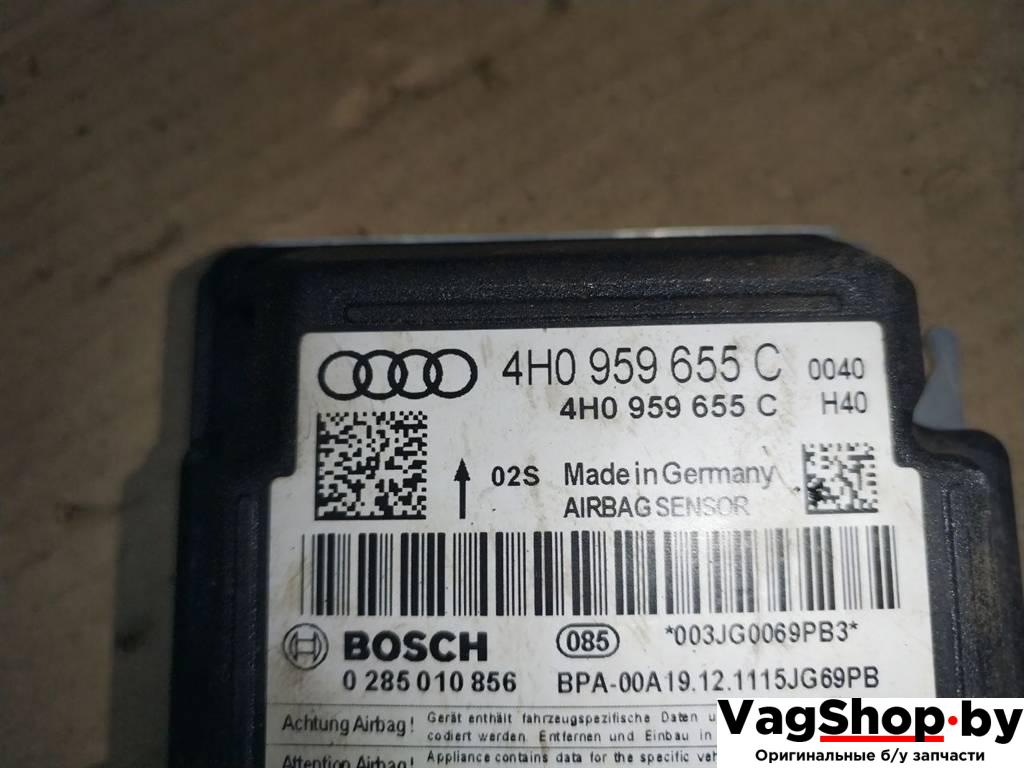 4H0 959 655 C 0040
4H0 959 655 C H40
02S Made in Germany
AIRBAG SENSOR
BOSCH 085 *003JG0069PB3*
0 285 010 856 BPA-00A19.12.1115JG69PB
Achtung Airbag! Gerät enthält fahrzeugspezifische Daten u
codiert werden. Entfernen und Einbau in
Attention Airbag! Appliance contains data for the specific veh
VagShop.by
Оригинальные б/у запчасти